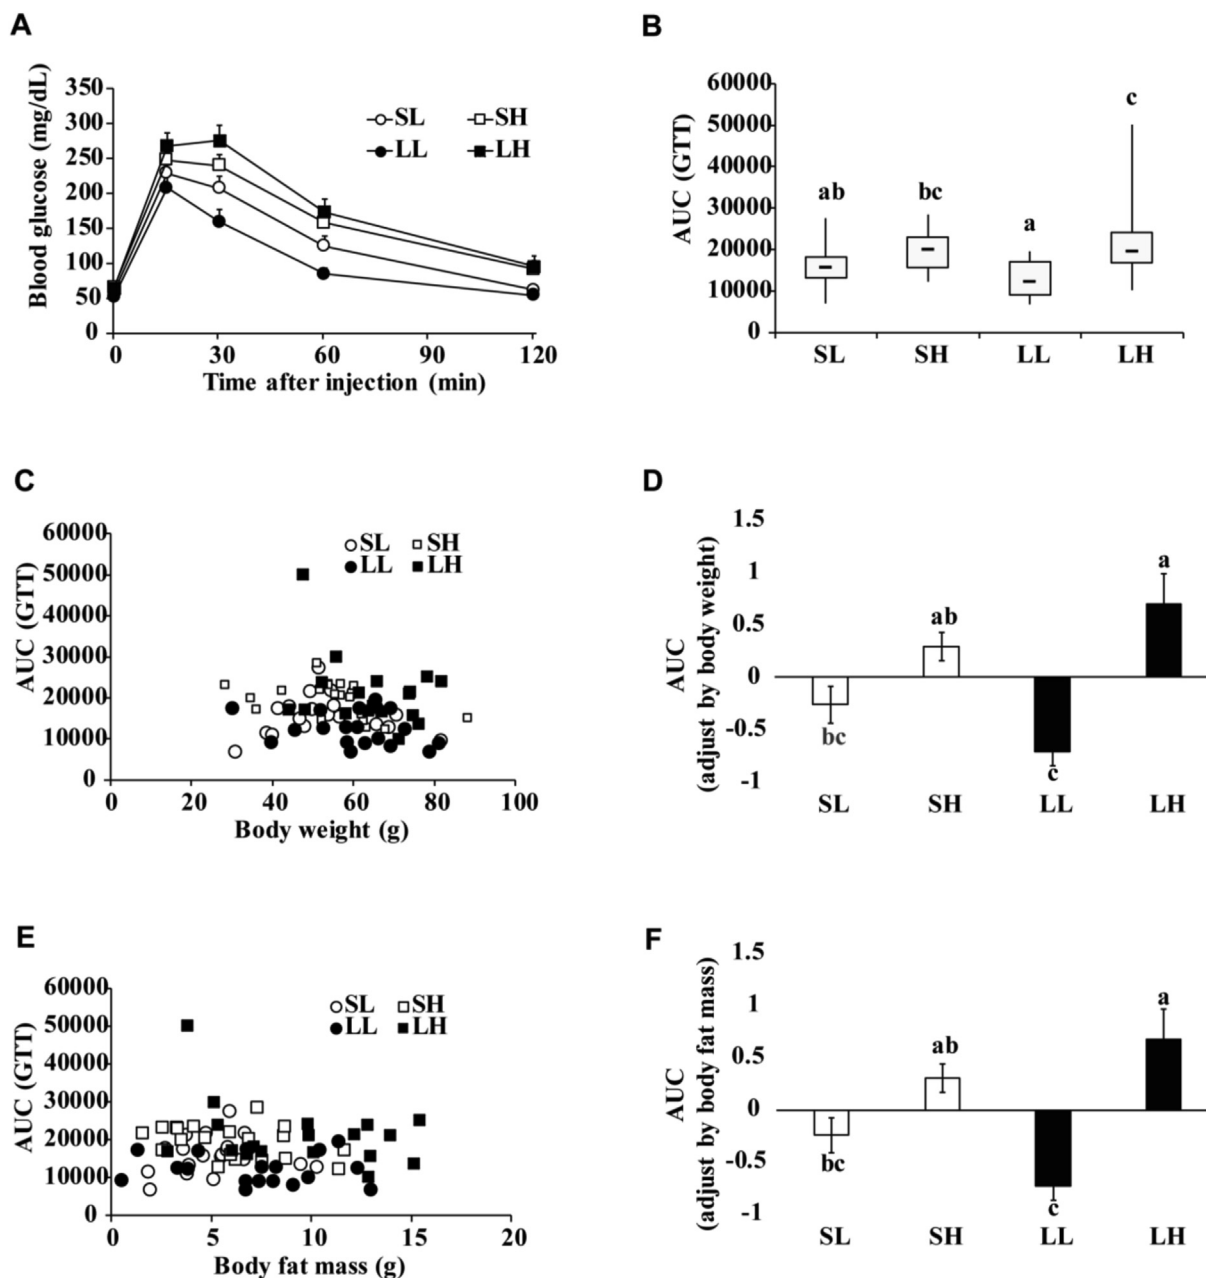 A
Blood glucose (mg/dL)
350
300
250
200
150
100
50
0
SL SH
LL LH
0 30 60 90 120
Time after injection (min)
B
AUC (GTT)
60000
50000
40000
30000
20000
10000
0
ab bc a c
SL SH LL LH
C
AUC (GTT)
60000
50000
40000
30000
20000
10000
0
SL SH
LL LH
0 20 40 60 80 100
Body weight (g)
D
AUC
(adjust by body weight)
1.5
1
0.5
0
-0.5
-1
bc ab c a
SL SH LL LH
E
AUC (GTT)
60000
50000
40000
30000
20000
10000
0
SL SH
LL LH
0 5 10 15 20
Body fat mass (g)
F
AUC
(adjust by body fat mass)
1.5
1
0.5
0
-0.5
-1
bc ab c a
SL SH LL LH